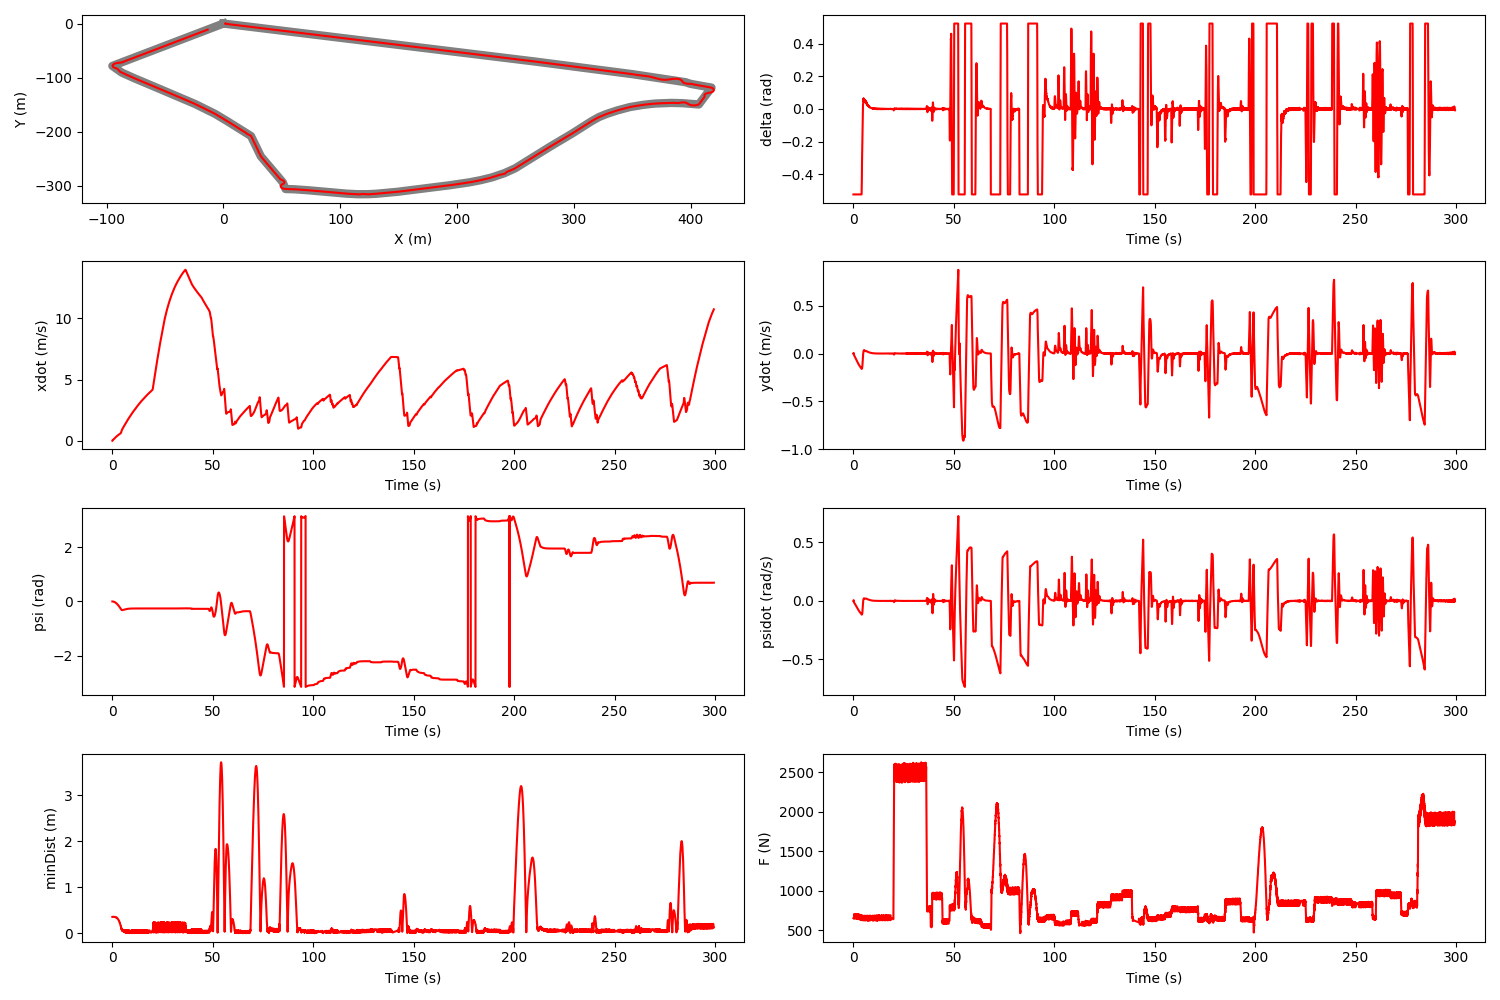 0
−100
−200
−300
Y (m)
−100 0 100 200 300 400
X (m)
0.4
0.2
0.0
−0.2
−0.4
delta (rad)
0 50 100 150 200 250 300
Time (s)
10
5
0
xdot (m/s)
0 50 100 150 200 250 300
Time (s)
0.5
0.0
−0.5
−1.0
ydot (m/s)
0 50 100 150 200 250 300
Time (s)
2
0
−2
psi (rad)
0 50 100 150 200 250 300
Time (s)
0.5
0.0
−0.5
psidot (rad/s)
0 50 100 150 200 250 300
Time (s)
3
2
1
0
minDist (m)
0 50 100 150 200 250 300
Time (s)
2500
2000
1500
1000
500
F (N)
0 50 100 150 200 250 300
Time (s)